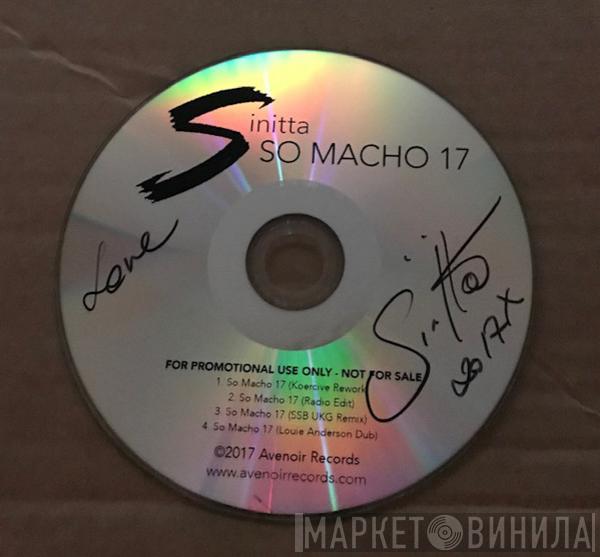 Sinitta
SO MACHO 17
Love
Sinitta
2017 X
FOR PROMOTIONAL USE ONLY - NOT FOR SALE
1. So Macho 17 (Koercive Rework)
2. So Macho 17 (Radio Edit)
3. So Macho 17 (SSB UKG Remix)
4. So Macho 17 (Louie Anderson Dub)
©2017 Avenoir Records
www.avenoirrecords.com
МАРКЕТ ВИНИЛА